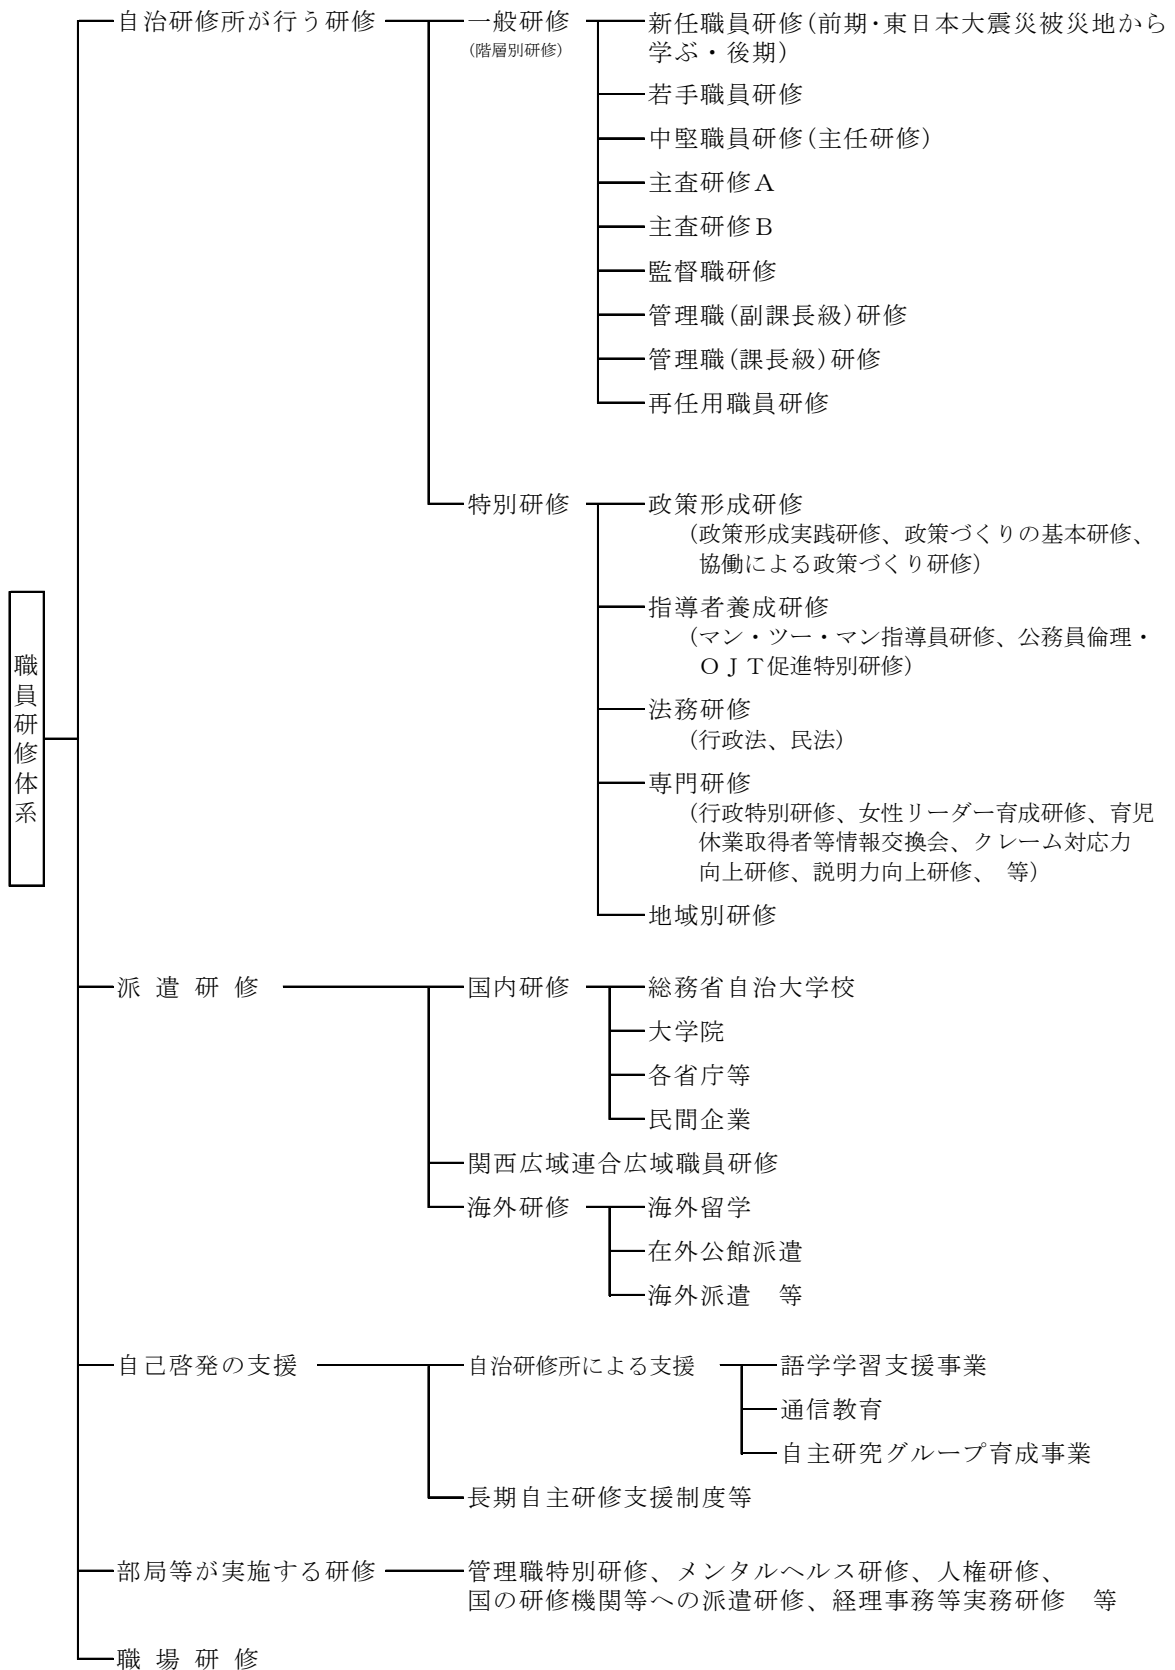 職員研修体系
自治研修所が行う研修
一般研修
(階層別研修)
新任職員研修(前期・東日本大震災被災地から
学ぶ・後期)
若手職員研修
中堅職員研修(主任研修)
主査研修A
主査研修B
監督職研修
管理職(副課長級)研修
管理職(課長級)研修
再任用職員研修
特別研修
政策形成研修
(政策形成実践研修、政策づくりの基本研修、
協働による政策づくり研修)
指導者養成研修
(マン・ツー・マン指導員研修、公務員倫理・
OJT促進特別研修)
法務研修
(行政法、民法)
専門研修
(行政特別研修、女性リーダー育成研修、育児
休業取得者等情報交換会、クレーム対応力
向上研修、説明力向上研修、 等)
地域別研修
派 遣 研 修
国内研修
総務省自治大学校
大学院
各省庁等
民間企業
関西広域連合広域職員研修
海外研修
海外留学
在外公館派遣
海外派遣 等
自己啓発の支援
自治研修所による支援
語学学習支援事業
通信教育
自主研究グループ育成事業
長期自主研修支援制度等
部局等が実施する研修
管理職特別研修、メンタルヘルス研修、人権研修、
国の研修機関等への派遣研修、経理事務等実務研修 等
職 場 研 修